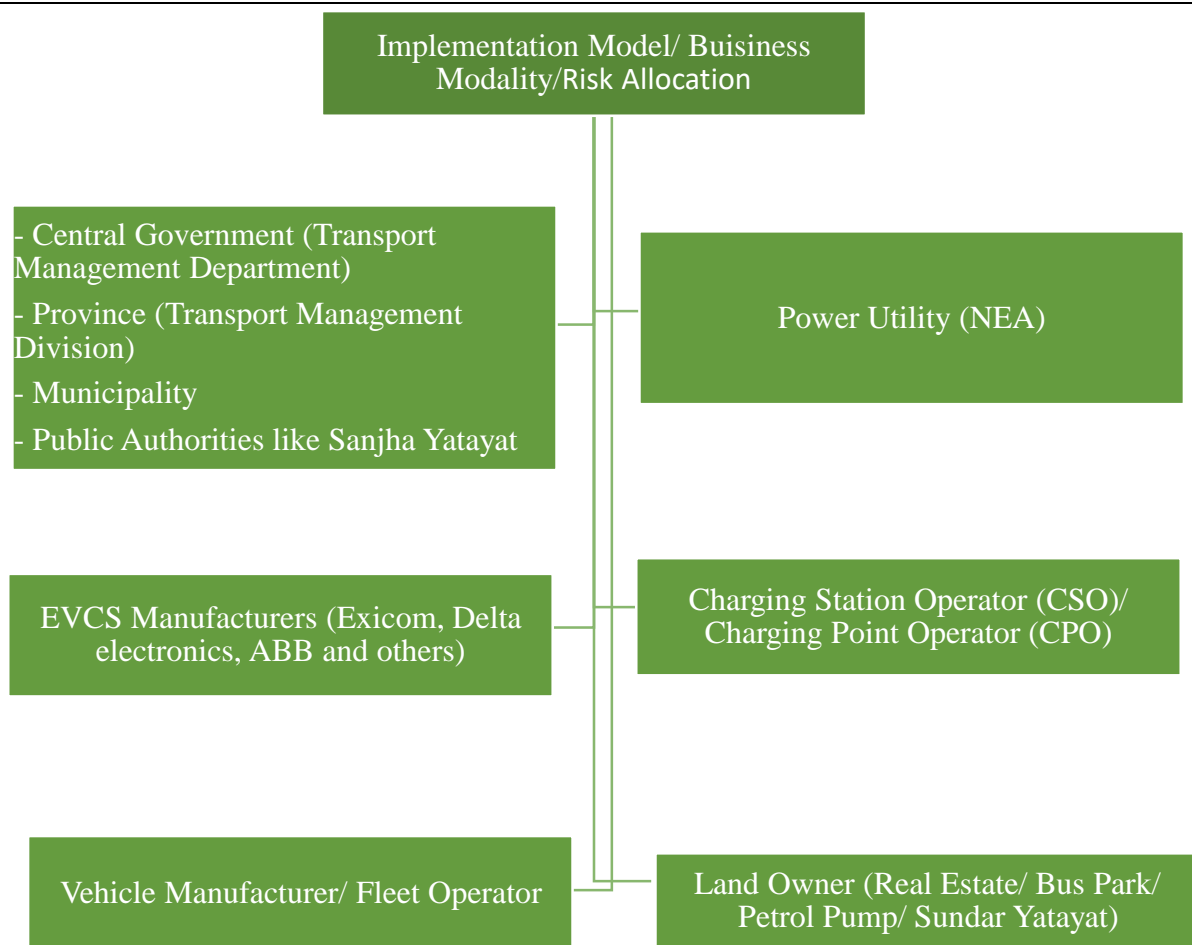 Implementation Model/ Buisiness
Modality/Risk Allocation
- Central Government (Transport
Management Department)
- Province (Transport Management
Division)
- Municipality
- Public Authorities like Sanjha Yatayat
Power Utility (NEA)
EVCS Manufacturers (Exicom, Delta
electronics, ABB and others)
Charging Station Operator (CSO)/
Charging Point Operator (CPO)
Vehicle Manufacturer/ Fleet Operator
Land Owner (Real Estate/ Bus Park/
Petrol Pump/ Sundar Yatayat)